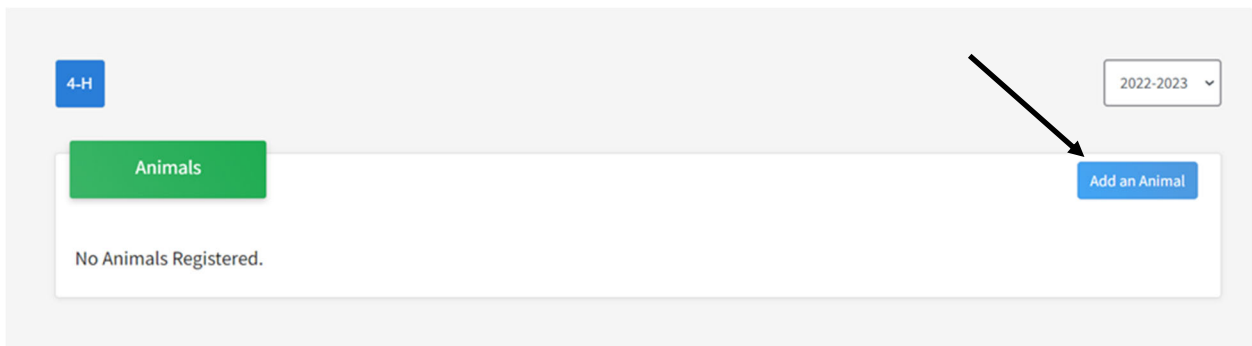 4-H
2022-2023
Animals
Add an Animal
No Animals Registered.